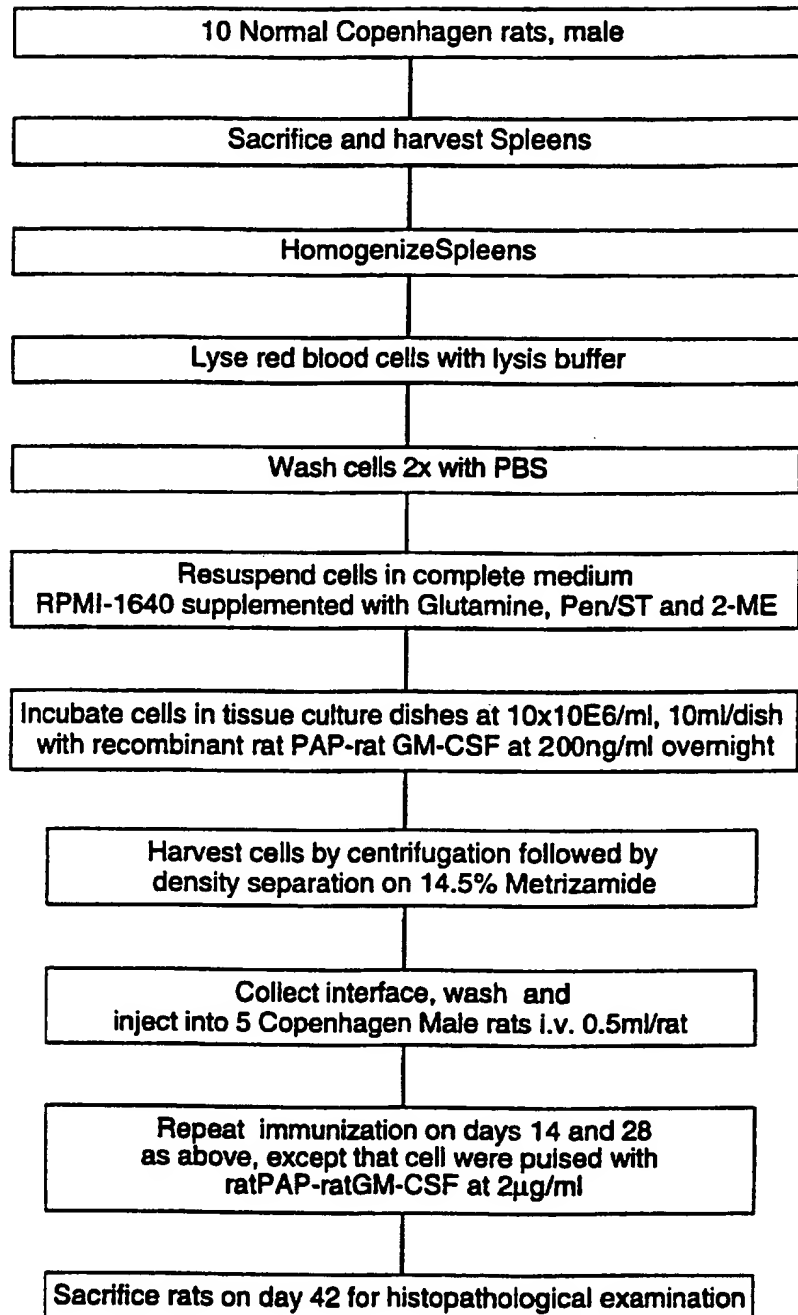 10 Normal Copenhagen rats, male
Sacrifice and harvest Spleens
HomogenizeSpleens
Lyse red blood cells with lysis buffer
Wash cells 2x with PBS
Resuspend cells in complete medium
RPMI-1640 supplemented with Glutamine, Pen/ST and 2-ME
Incubate cells in tissue culture dishes at 10x10E6/ml, 10ml/dish
with recombinant rat PAP-rat GM-CSF at 200ng/ml overnight
Harvest cells by centrifugation followed by
density separation on 14.5% Metrizamide
Collect interface, wash and
inject into 5 Copenhagen Male rats i.v. 0.5ml/rat
Repeat immunization on days 14 and 28
as above, except that cell were pulsed with
ratPAP-ratGM-CSF at 2µg/ml
Sacrifice rats on day 42 for histopathological examination